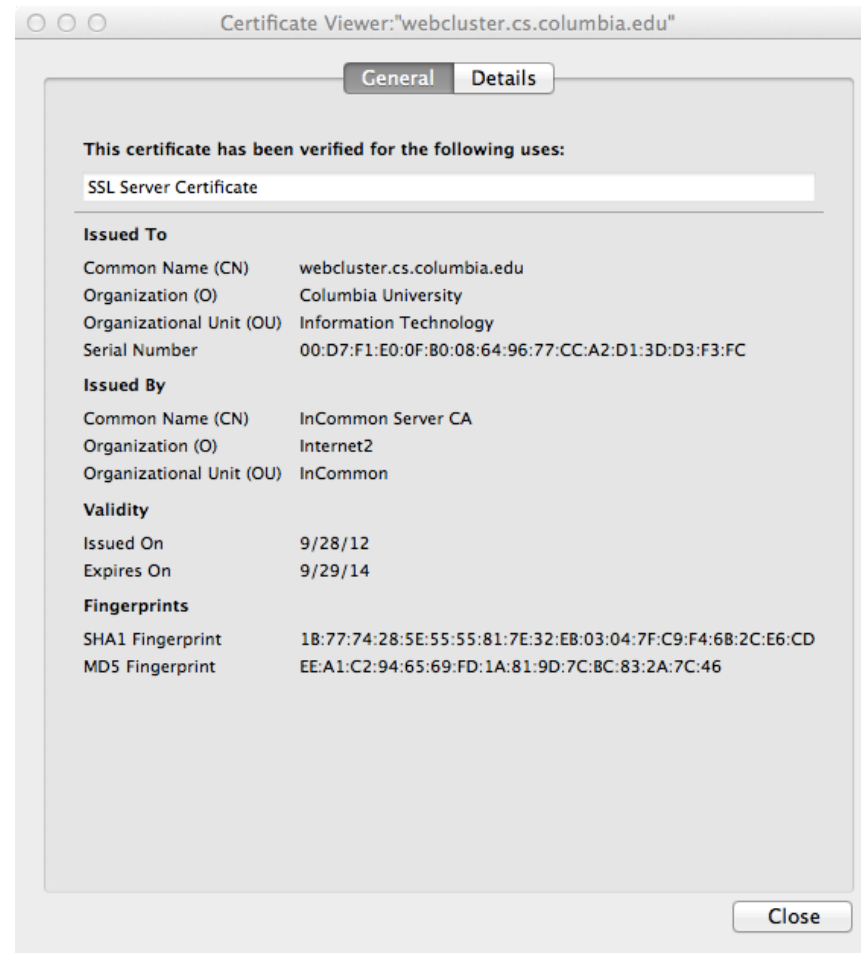 Certificate Viewer:"webcluster.cs.columbia.edu"
General Details
This certificate has been verified for the following uses:
SSL Server Certificate
Issued To
Common Name (CN) webcluster.cs.columbia.edu
Organization (O) Columbia University
Organizational Unit (OU) Information Technology
Serial Number 00:D7:F1:E0:0F:B0:08:64:96:77:CC:A2:D1:3D:D3:F3:FC
Issued By
Common Name (CN) InCommon Server CA
Organization (O) Internet2
Organizational Unit (OU) InCommon
Validity
Issued On 9/28/12
Expires On 9/29/14
Fingerprints
SHA1 Fingerprint 1B:77:74:28:5E:55:55:81:7E:32:EB:03:04:7F:C9:F4:6B:2C:E6:CD
MD5 Fingerprint EE:A1:C2:94:65:69:FD:1A:81:9D:7C:BC:83:2A:7C:46
Close